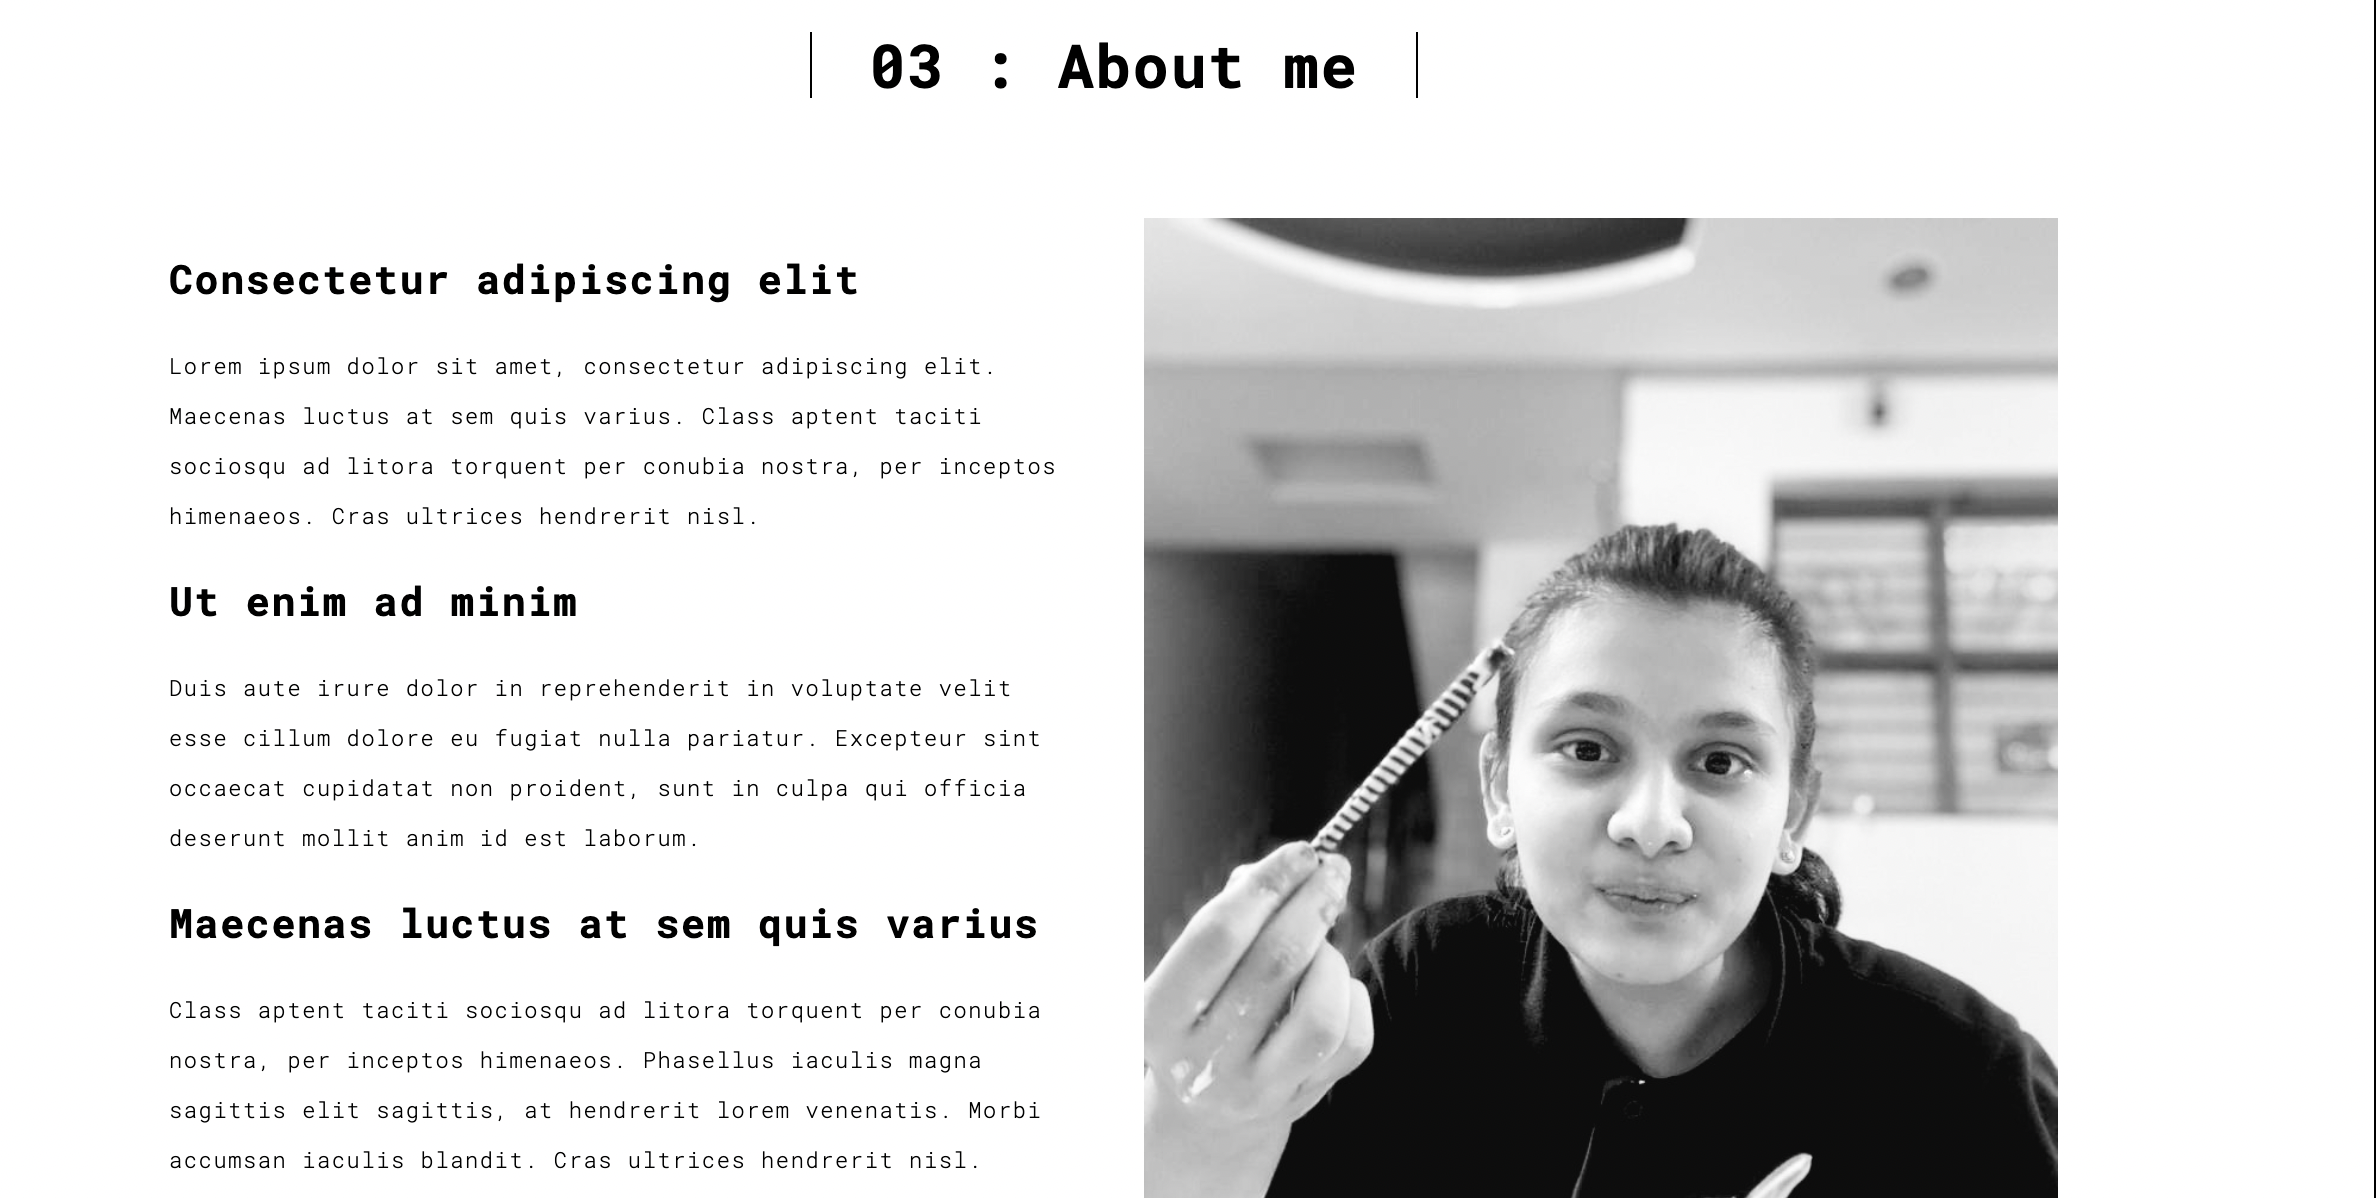 03 : About me
Consectetur adipiscing elit
Lorem ipsum dolor sit amet, consectetur adipiscing elit.
Maecenas luctus at sem quis varius. Class aptent taciti
sociosqu ad litora torquent per conubia nostra, per inceptos
himenaeos. Cras ultrices hendrerit nisl.
Ut enim ad minim
Duis aute irure dolor in reprehenderit in voluptate velit
esse cillum dolore eu fugiat nulla pariatur. Excepteur sint
occaecat cupidatat non proident, sunt in culpa qui officia
deserunt mollit anim id est laborum.
Maecenas luctus at sem quis varius
Class aptent taciti sociosqu ad litora torquent per conubia
nostra, per inceptos himenaeos. Phasellus iaculis magna
sagittis elit sagittis, at hendrerit lorem venenatis. Morbi
accumsan iaculis blandit. Cras ultrices hendrerit nisl.